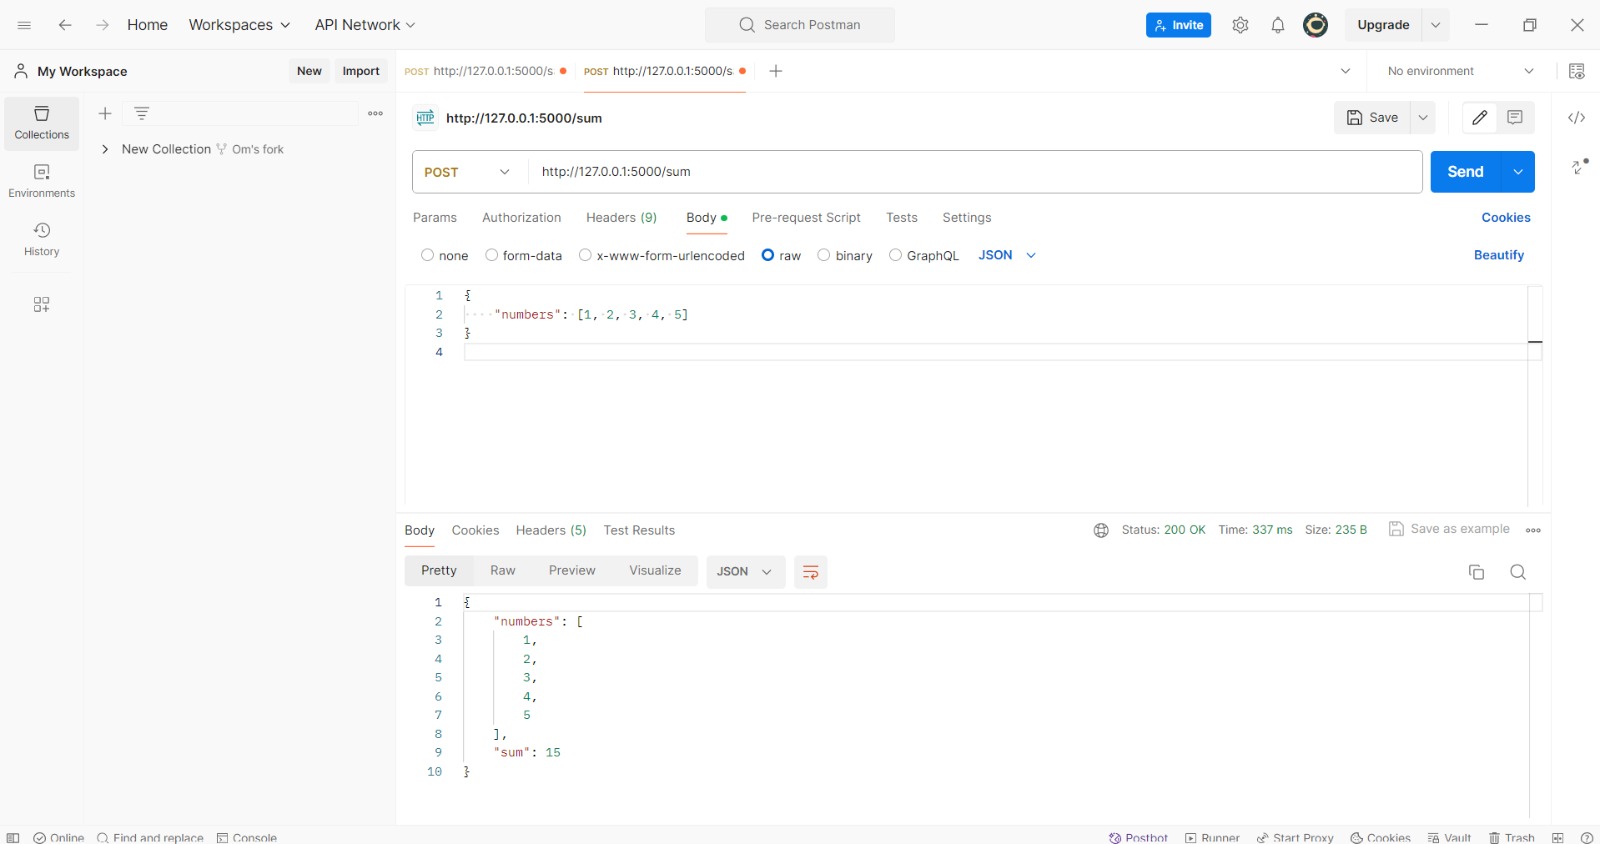 Home Workspaces API Network Search Postman Invite Upgrade
My Workspace New Import POST http://127.0.0.1:5000/s POST http://127.0.0.1:5000/s No environment
Collections
New Collection Om's fork
Environments
History
HTTP http://127.0.0.1:5000/sum Save
POST http://127.0.0.1:5000/sum Send
Params Authorization Headers (9) Body Pre-request Script Tests Settings Cookies
none form-data x-www-form-urlencoded raw binary GraphQL JSON Beautify
1 {
2 "numbers": [1, 2, 3, 4, 5]
3 }
4
Body Cookies Headers (5) Test Results Status: 200 OK Time: 337 ms Size: 235 B Save as example
Pretty Raw Preview Visualize JSON
1 {
2 "numbers": [
3 1,
4 2,
5 3,
6 4,
7 5
8 ],
9 "sum": 15
10 }
Online Find and replace Console Postbot Runner Start Proxy Cookies Vault Trash